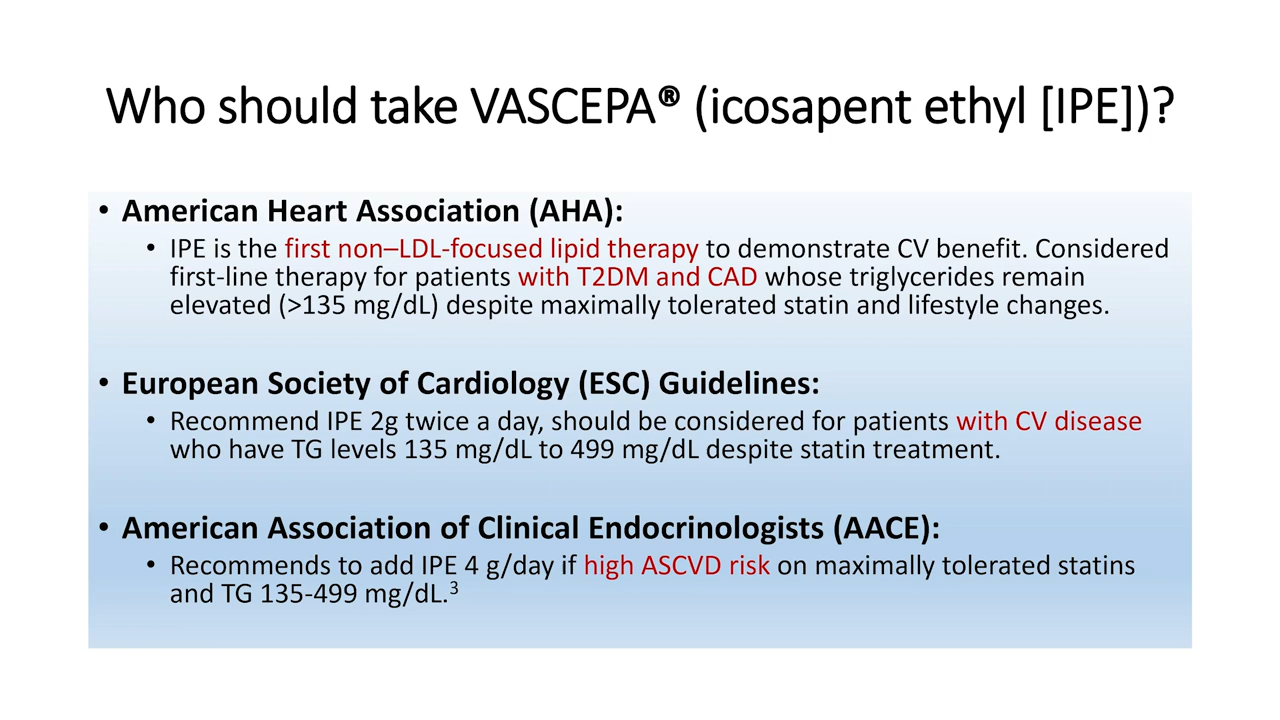 Who should take VASCEPA® (icosapent ethyl [IPE])?
• American Heart Association (AHA):
• IPE is the first non–LDL-focused lipid therapy to demonstrate CV benefit. Considered
first-line therapy for patients with T2DM and CAD whose triglycerides remain
elevated (>135 mg/dL) despite maximally tolerated statin and lifestyle changes.
• European Society of Cardiology (ESC) Guidelines:
• Recommend IPE 2g twice a day, should be considered for patients with CV disease
who have TG levels 135 mg/dL to 499 mg/dL despite statin treatment.
• American Association of Clinical Endocrinologists (AACE):
• Recommends to add IPE 4 g/day if high ASCVD risk on maximally tolerated statins
and TG 135-499 mg/dL.³